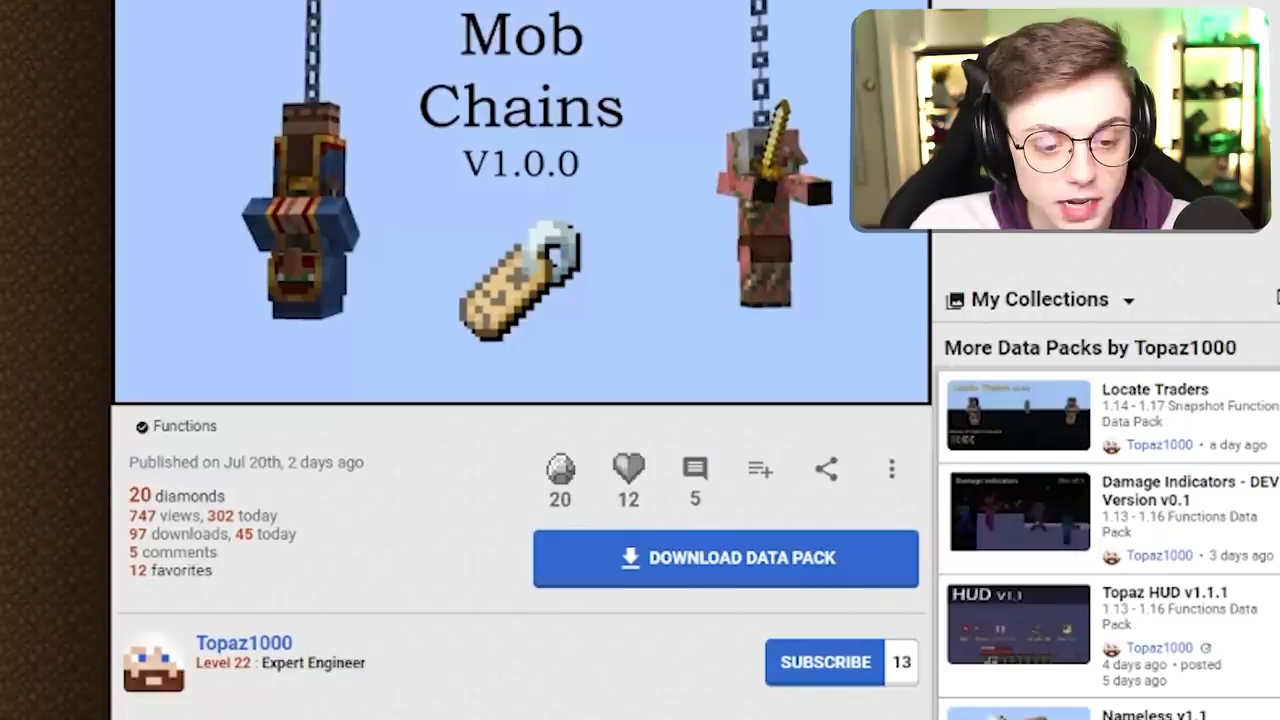 Mob
Chains
V1.0.0
Functions
Published on Jul 20th, 2 days ago
20 diamonds
747 views, 302 today
97 downloads, 45 today
5 comments
12 favorites
20
12
5
DOWNLOAD DATA PACK
Topaz1000
Level 22 : Expert Engineer
SUBSCRIBE 13
My Collections
More Data Packs by Topaz1000
Locate Traders
1.14 - 1.17 Snapshot Function
Data Pack
Topaz1000 • a day ago
Damage Indicators
Damage Indicators - DEV
Version v0.1
1.13 - 1.16 Functions Data
Pack
Topaz1000 • 3 days ago
HUD V1.1
Topaz HUD v1.1.1
1.13 - 1.16 Functions Data
Pack
Topaz1000
4 days ago • posted
5 days ago
Nameless v1.1